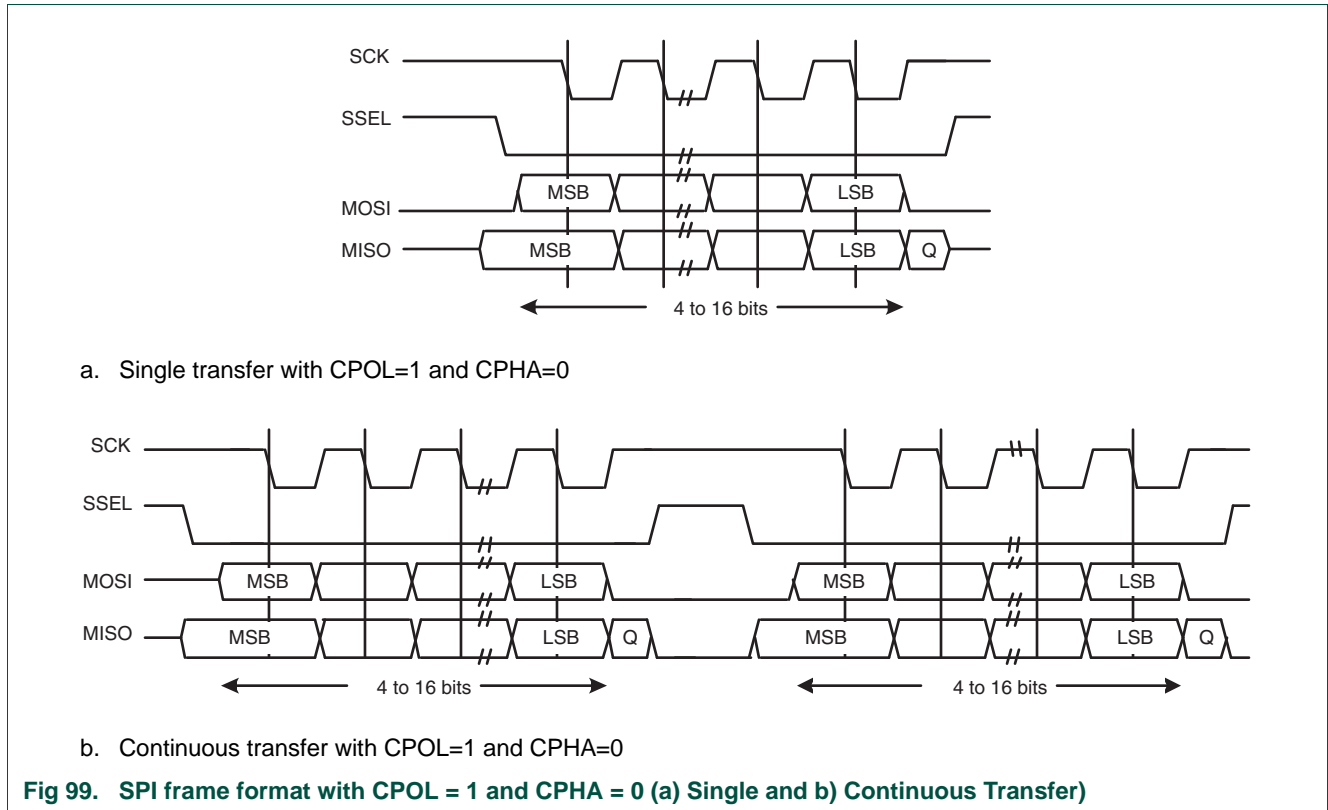 SCK
SSEL
MSB LSB
MOSI
MISO MSB LSB Q
4 to 16 bits
a. Single transfer with CPOL=1 and CPHA=0
SCK
SSEL
MOSI MSB LSB MSB LSB
MISO MSB LSB Q MSB LSB Q
4 to 16 bits 4 to 16 bits
b. Continuous transfer with CPOL=1 and CPHA=0
Fig 99. SPI frame format with CPOL = 1 and CPHA = 0 (a) Single and b) Continuous Transfer)